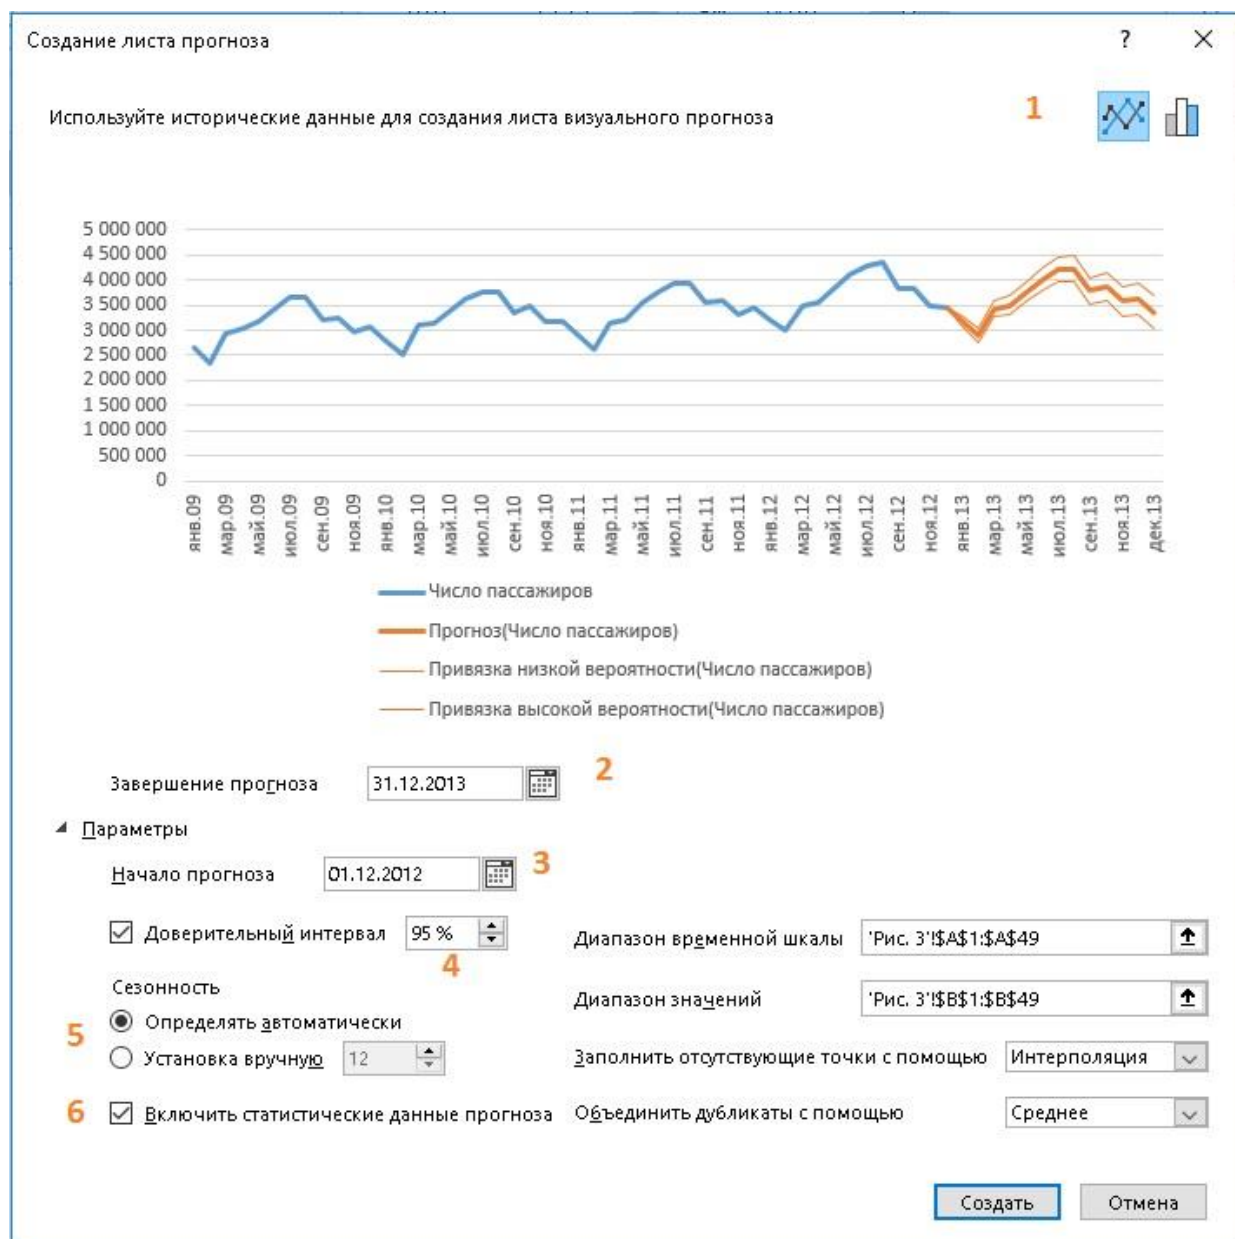 Создание листа прогноза ?
Используйте исторические данные для создания листа визуального прогноза 1
5 000 000
4 500 000
4 000 000
3 500 000
3 000 000
2 500 000
2 000 000
1 500 000
1 000 000
500 000
0
янв.09 мар.09 май.09 июл.09 сен.09 ноя.09 янв.10 мар.10 май.10 июл.10 сен.10 ноя.10 янв.11 мар.11 май.11 июл.11 сен.11 ноя.11 янв.12 мар.12 май.12 июл.12 сен.12 ноя.12 янв.13 мар.13 май.13 июл.13 сен.13 ноя.13 дек.13
Число пассажиров
Прогноз(Число пассажиров)
Привязка низкой вероятности(Число пассажиров)
Привязка высокой вероятности(Число пассажиров)
Завершение прогноза 31.12.2013 2
Параметры
Начало прогноза 01.12.2012 3
Доверительный интервал 95 % Диапазон временной шкалы 'Рис. 3'!$A$1:$A$49
4
Сезонность Диапазон значений 'Рис. 3'!$B$1:$B$49
5 Определять автоматически
Установка вручную 12 Заполнить отсутствующие точки с помощью Интерполяция
6 Включить статистические данные прогноза Объединить дубликаты с помощью Среднее
Создать Отмена